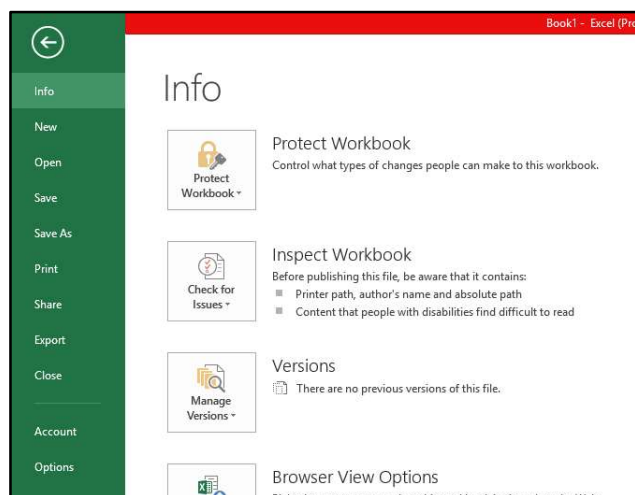 Book1 - Excel (Pro
Info
New
Open
Save
Save As
Print
Share
Export
Close
Account
Options
Info
Protect Workbook
Protect Workbook
Control what types of changes people can make to this workbook.
Check for Issues
Inspect Workbook
Before publishing this file, be aware that it contains:
Printer path, author's name and absolute path
Content that people with disabilities find difficult to read
Manage Versions
Versions
There are no previous versions of this file.
Browser View Options